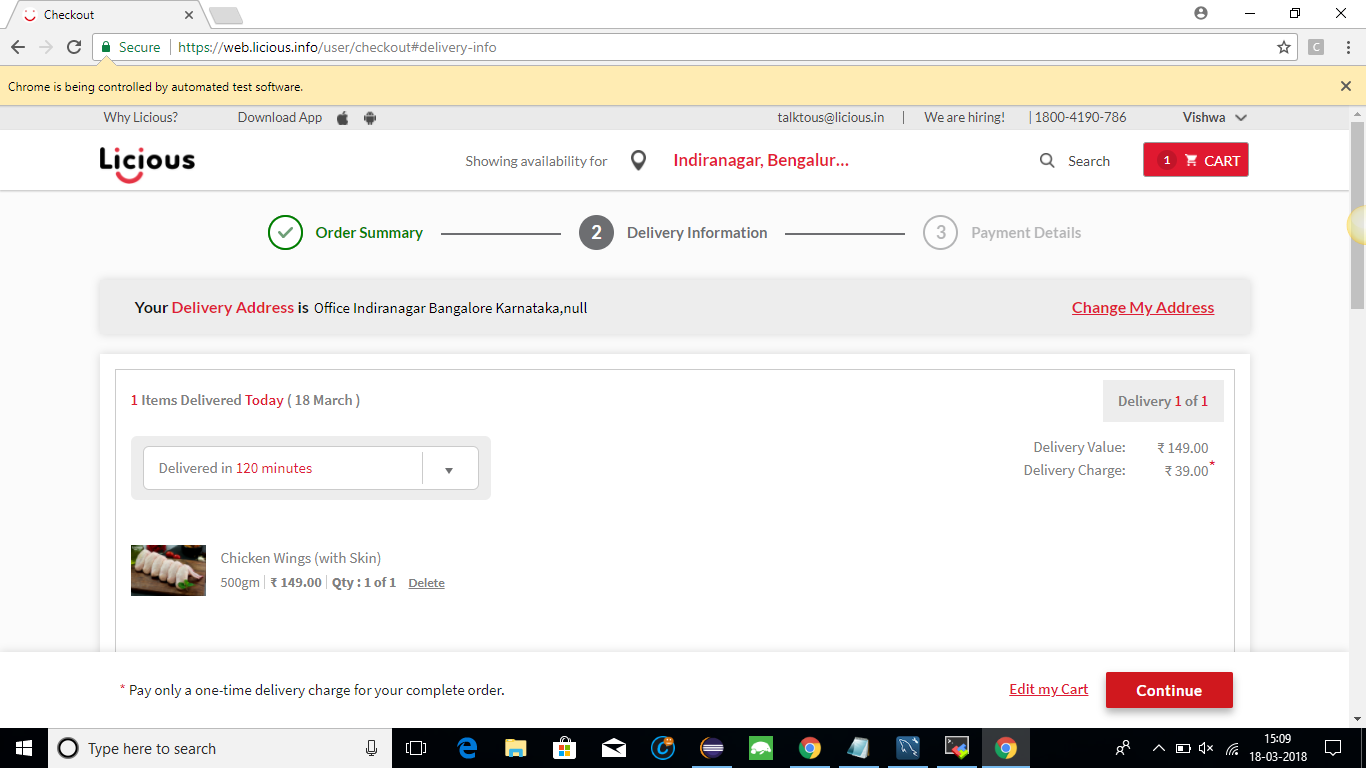 Checkout
Secure https://web.licious.info/user/checkout#delivery-info
C
Chrome is being controlled by automated test software.
Why Licious? Download App talktous@licious.in | We are hiring! | 1800-4190-786 Vishwa
Licious Showing availability for Indiranagar, Bengalur... Search 1 CART
Order Summary 2 Delivery Information 3 Payment Details
Your Delivery Address is Office Indiranagar Bangalore Karnataka,null Change My Address
1 Items Delivered Today ( 18 March ) Delivery 1 of 1
Delivery Value: ₹ 149.00
Delivered in 120 minutes
Delivery Charge: ₹ 39.00*
Chicken Wings (with Skin)
500gm | ₹ 149.00 | Qty : 1 of 1 Delete
* Pay only a one-time delivery charge for your complete order. Edit my Cart Continue
Type here to search
15:09
18-03-2018